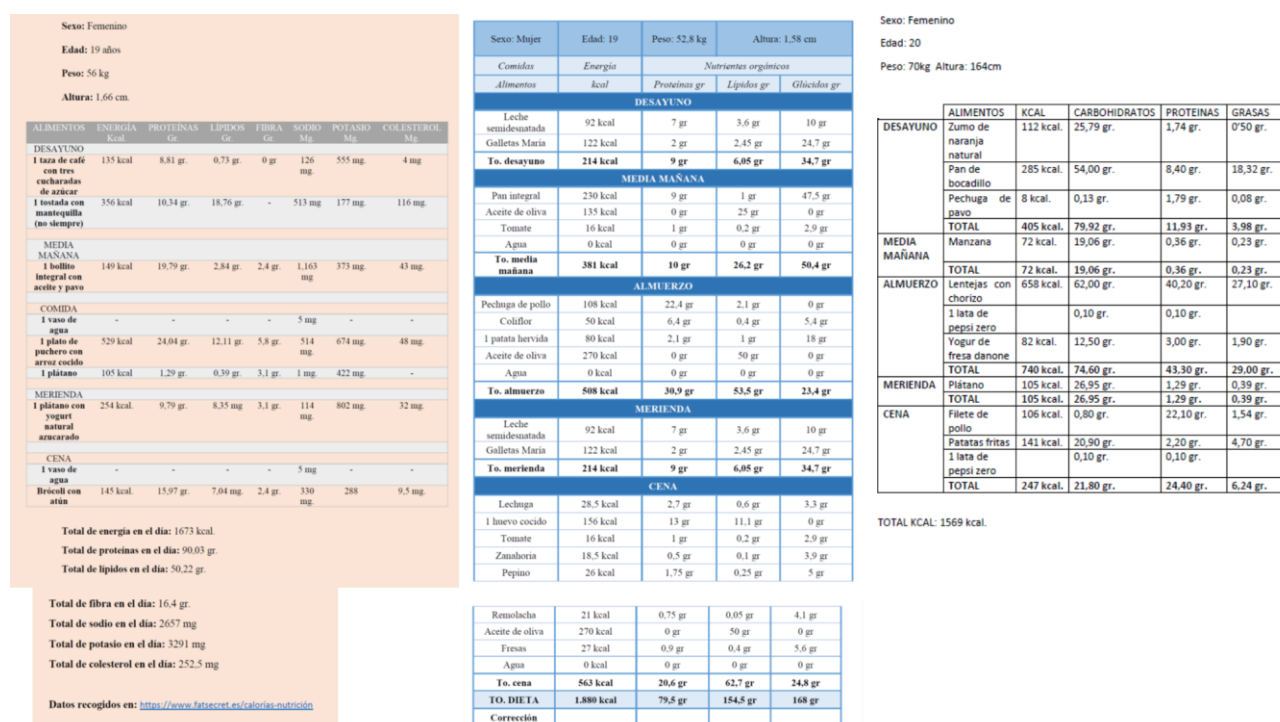 Sexo: Femenino
Edad: 19 años
Peso: 56 kg
Altura: 1,66 cm.
ALIMENTOS ENERGÍA Kcal. PROTEÍNAS Gr. LÍPIDOS Gr. FIBRA Gr. SODIO Mg. POTASIO Mg. COLESTEROL Mg.
DESAYUNO
1 taza de café con tres cucharadas de azúcar 135 kcal 8,81 gr. 0,73 gr. 0 gr 126 mg. 555 mg. 4 mg
1 tostada con mantequilla (no siempre) 356 kcal 10,34 gr. 18,76 gr. - 513 mg 177 mg. 116 mg.
MEDIA MAÑANA
1 bollito integral con aceite y pavo 149 kcal 19,79 gr. 2,84 gr. 2,4 gr. 1,163 mg 373 mg. 43 mg.
COMIDA
1 vaso de agua - - - - 5 mg - -
1 plato de puchero con arroz cocido 529 kcal 24,04 gr. 12,11 gr. 5,8 gr. 514 mg. 674 mg. 48 mg.
1 plátano 105 kcal 1,29 gr. 0,39 gr. 3,1 gr. 1 mg. 422 mg. -
MERIENDA
1 plátano con yogurt natural azucarado 254 kcal. 9,79 gr. 8,35 mg 3,1 gr. 114 mg. 802 mg. 32 mg.
CENA
1 vaso de agua - - - - 5 mg - -
Brócoli con atún 145 kcal. 15,97 gr. 7,04 mg. 2,4 gr. 330 mg. 288 9,5 mg.
Total de energía en el día: 1673 kcal.
Total de proteínas en el día: 90,03 gr.
Total de lípidos en el día: 50,22 gr.
Total de fibra en el día: 16,4 gr.
Total de sodio en el día: 2657 mg
Total de potasio en el día: 3291 mg
Total de colesterol en el día: 252,5 mg
Datos recogidos en: https://www.fatsecret.es/calorías-nutrición
Sexo: Mujer Edad: 19 Peso: 52,8 kg Altura: 1,58 cm
Comidas Energía Nutrientes orgánicos
Alimentos kcal Proteínas gr Lípidos gr Glúcidos gr
DESAYUNO
Leche semidesnatada 92 kcal 7 gr 3,6 gr 10 gr
Galletas María 122 kcal 2 gr 2,45 gr 24,7 gr
To. desayuno 214 kcal 9 gr 6,05 gr 34,7 gr
MEDIA MAÑANA
Pan integral 230 kcal 9 gr 1 gr 47,5 gr
Aceite de oliva 135 kcal 0 gr 25 gr 0 gr
Tomate 16 kcal 1 gr 0,2 gr 2,9 gr
Agua 0 kcal 0 gr 0 gr 0 gr
To. media mañana 381 kcal 10 gr 26,2 gr 50,4 gr
ALMUERZO
Pechuga de pollo 108 kcal 22,4 gr 2,1 gr 0 gr
Coliflor 50 kcal 6,4 gr 0,4 gr 5,4 gr
1 patata hervida 80 kcal 2,1 gr 1 gr 18 gr
Aceite de oliva 270 kcal 0 gr 50 gr 0 gr
Agua 0 kcal 0 gr 0 gr 0 gr
To. almuerzo 508 kcal 30,9 gr 53,5 gr 23,4 gr
MERIENDA
Leche semidesnatada 92 kcal 7 gr 3,6 gr 10 gr
Galletas María 122 kcal 2 gr 2,45 gr 24,7 gr
To. merienda 214 kcal 9 gr 6,05 gr 34,7 gr
CENA
Lechuga 28,5 kcal 2,7 gr 0,6 gr 3,3 gr
1 huevo cocido 156 kcal 13 gr 11,1 gr 0 gr
Tomate 16 kcal 1 gr 0,2 gr 2,9 gr
Zanahoria 18,5 kcal 0,5 gr 0,1 gr 3,9 gr
Pepino 26 kcal 1,75 gr 0,25 gr 5 gr
Remolacha 21 kcal 0,75 gr 0,05 gr 4,1 gr
Aceite de oliva 270 kcal 0 gr 50 gr 0 gr
Fresas 27 kcal 0,9 gr 0,4 gr 5,6 gr
Agua 0 kcal 0 gr 0 gr 0 gr
To. cena 563 kcal 20,6 gr 62,7 gr 24,8 gr
TO. DIETA 1.880 kcal 79,5 gr 154,5 gr 168 gr
Corrección
Sexo: Femenino
Edad: 20
Peso: 70kg Altura: 164cm
ALIMENTOS KCAL CARBOHIDRATOS PROTEINAS GRASAS
DESAYUNO Zumo de naranja natural 112 kcal. 25,79 gr. 1,74 gr. 0'50 gr.
Pan de bocadillo 285 kcal. 54,00 gr. 8,40 gr. 18,32 gr.
Pechuga de pavo 8 kcal. 0,13 gr. 1,79 gr. 0,08 gr.
TOTAL 405 kcal. 79,92 gr. 11,93 gr. 3,98 gr.
MEDIA MAÑANA Manzana 72 kcal. 19,06 gr. 0,36 gr. 0,23 gr.
TOTAL 72 kcal. 19,06 gr. 0,36 gr. 0,23 gr.
ALMUERZO Lentejas con chorizo 658 kcal. 62,00 gr. 40,20 gr. 27,10 gr.
1 lata de pepsi zero 0,10 gr. 0,10 gr.
Yogur de fresa danone 82 kcal. 12,50 gr. 3,00 gr. 1,90 gr.
TOTAL 740 kcal. 74,60 gr. 43,30 gr. 29,00 gr.
MERIENDA Plátano 105 kcal. 26,95 gr. 1,29 gr. 0,39 gr.
TOTAL 105 kcal. 26,95 gr. 1,29 gr. 0,39 gr.
CENA Filete de pollo 106 kcal. 0,80 gr. 22,10 gr. 1,54 gr.
Patatas fritas 141 kcal. 20,90 gr. 2,20 gr. 4,70 gr.
1 lata de pepsi zero 0,10 gr. 0,10 gr.
TOTAL 247 kcal. 21,80 gr. 24,40 gr. 6,24 gr.
TOTAL KCAL: 1569 kcal.